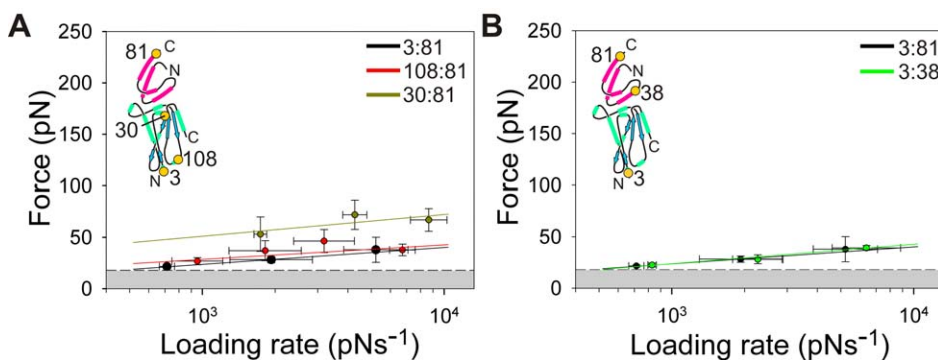 A
250
200
150
100
50
0
Force (pN)
81
C
N
30
C
108
N
3
3:81
108:81
30:81
10³
10⁴
Loading rate (pNs⁻¹)
B
250
200
150
100
50
0
Force (pN)
81
C
N
38
C
N
3
3:81
3:38
10³
10⁴
Loading rate (pNs⁻¹)